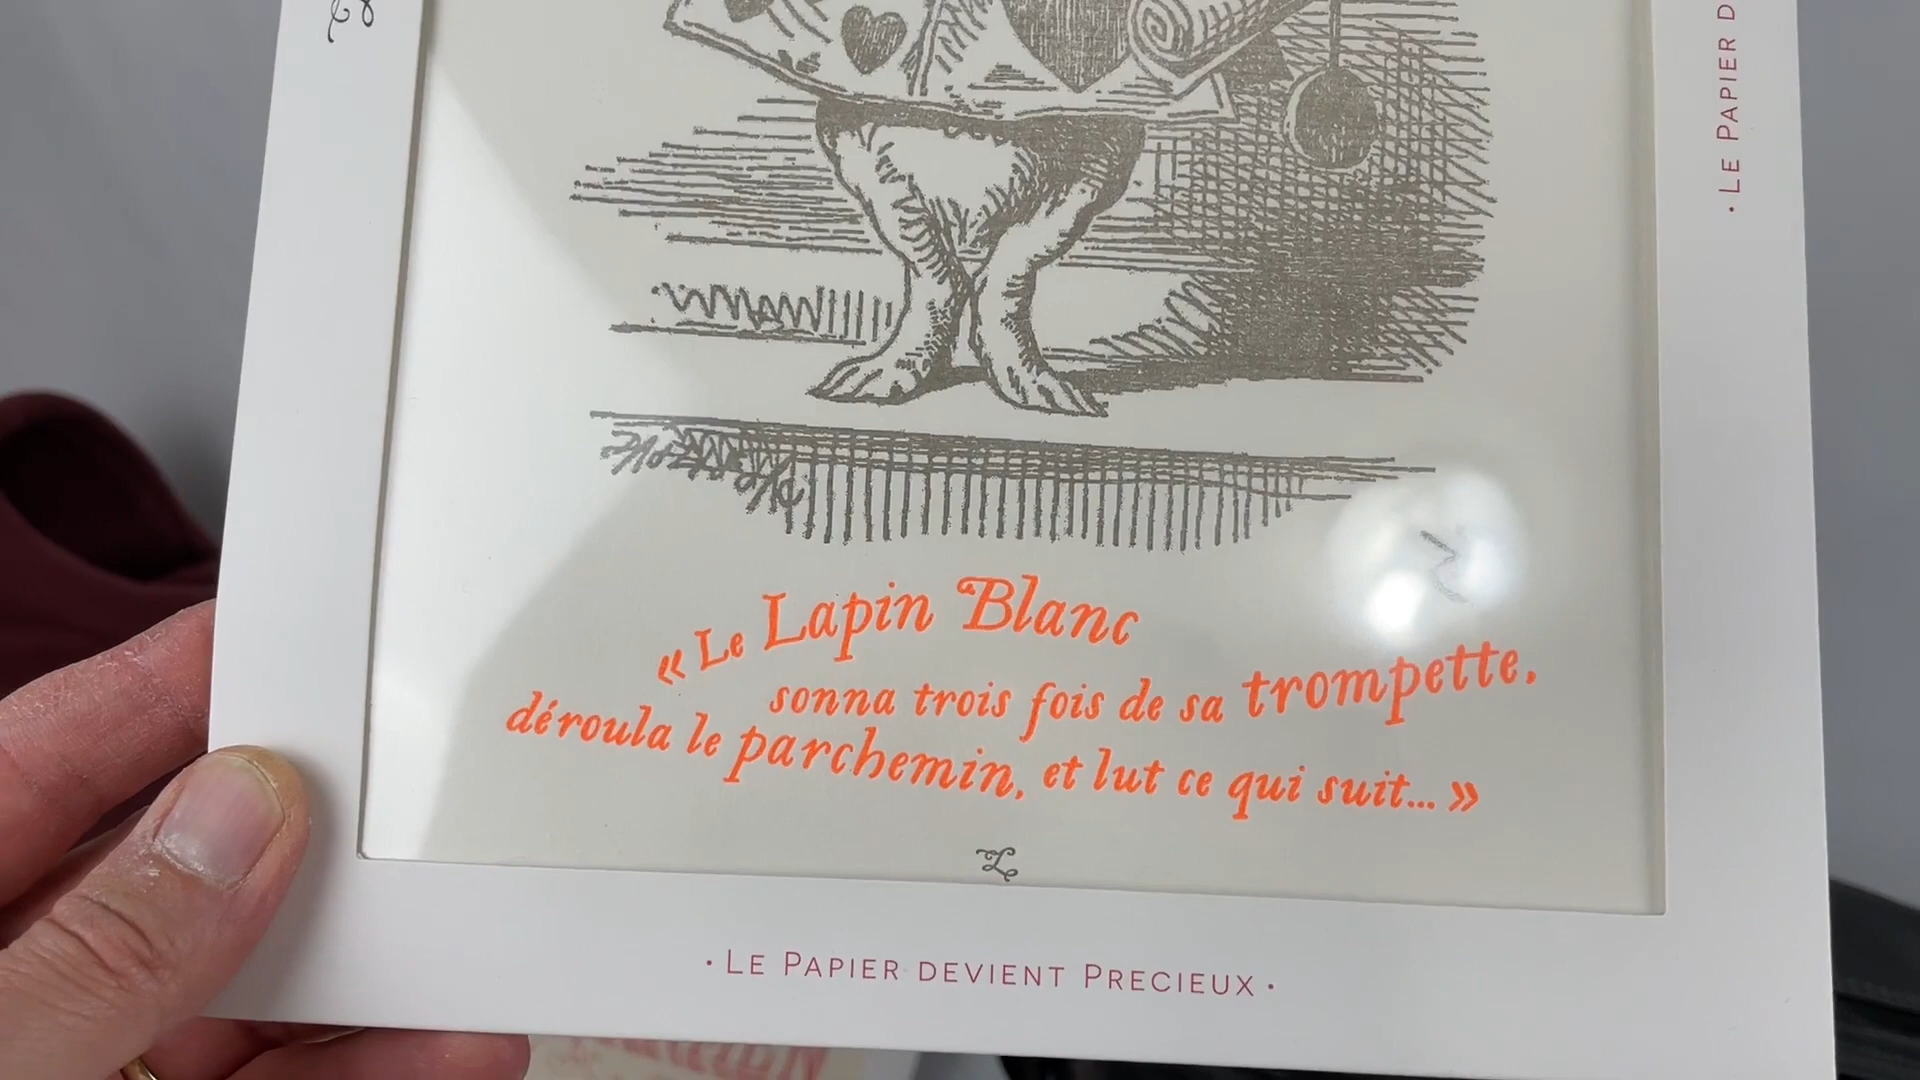 « Le Lapin Blanc
sonna trois fois de sa trompette,
déroula le parchemin, et lut ce qui suit... »
Le
· LE PAPIER DEVIENT PRECIEUX ·
· LE PAPIER D